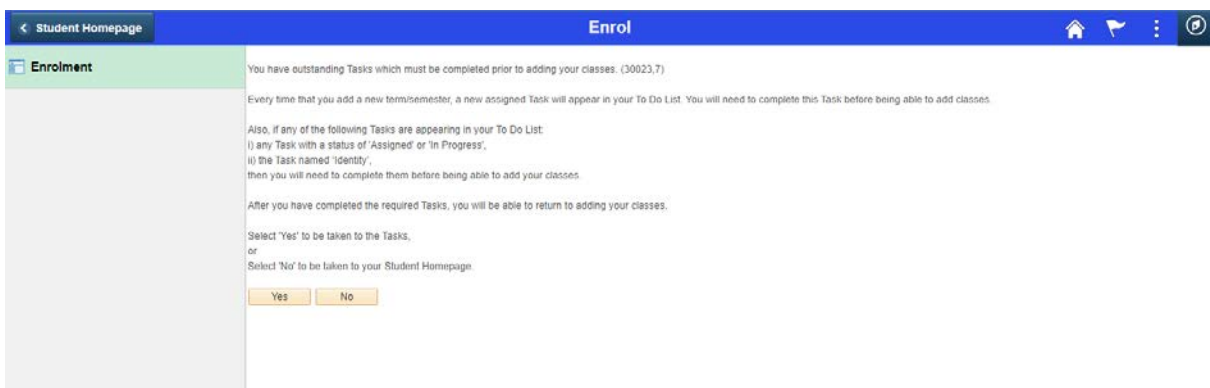 Student Homepage
Enrol
Enrolment
You have outstanding Tasks which must be completed prior to adding your classes. (30023,7)
Every time that you add a new term/semester, a new assigned Task will appear in your To Do List. You will need to complete this Task before being able to add classes.
Also, if any of the following Tasks are appearing in your To Do List:
i) any Task with a status of 'Assigned' or 'In Progress',
ii) the Task named 'Identity',
then you will need to complete them before being able to add your classes.
After you have completed the required Tasks, you will be able to return to adding your classes.
Select 'Yes' to be taken to the Tasks,
or
Select 'No' to be taken to your Student Homepage.
Yes No